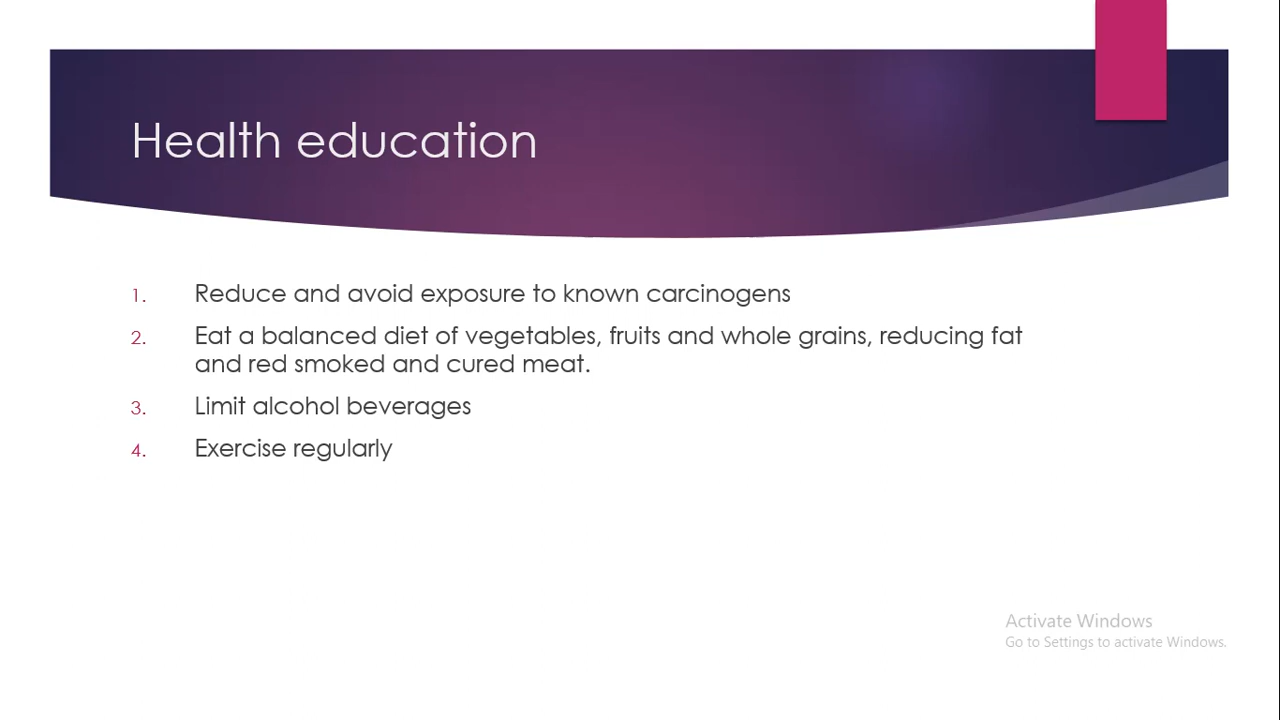 Health education
1. Reduce and avoid exposure to known carcinogens
2. Eat a balanced diet of vegetables, fruits and whole grains, reducing fat
and red smoked and cured meat.
3. Limit alcohol beverages
4. Exercise regularly
Activate Windows
Go to Settings to activate Windows.